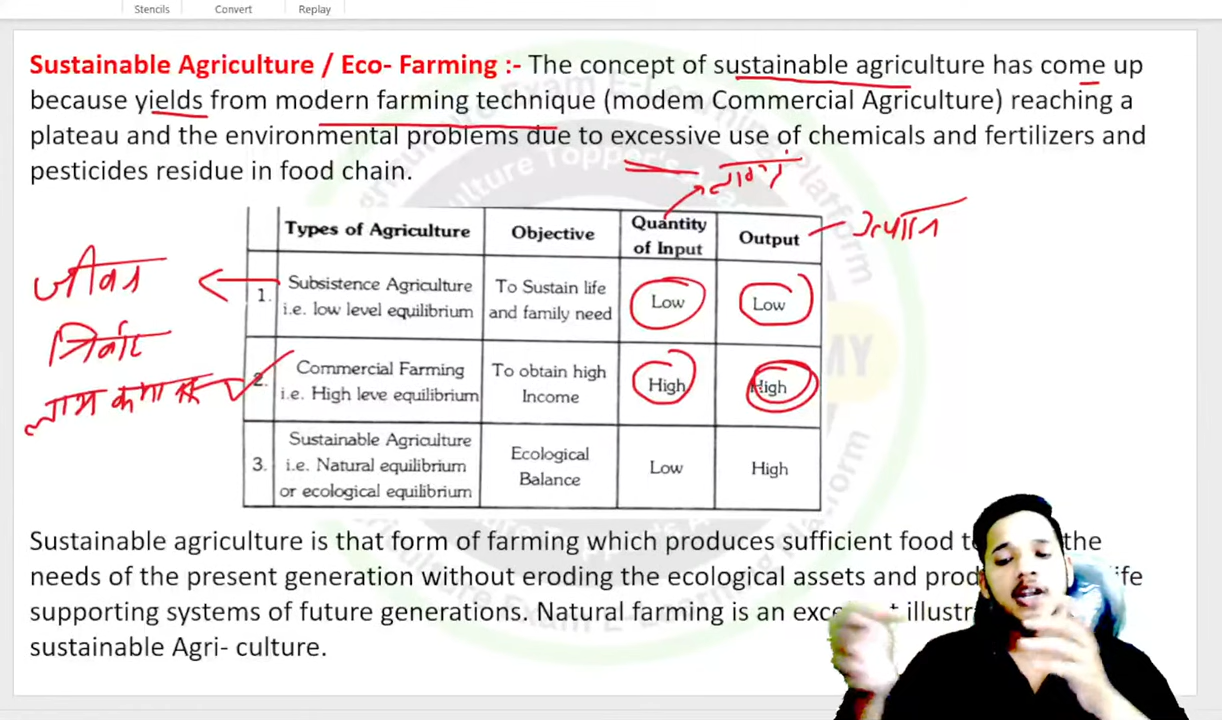 Stencils Convert Replay
Sustainable Agriculture / Eco- Farming :- The concept of sustainable agriculture has come up
because yields from modern farming technique (modem Commercial Agriculture) reaching a
plateau and the environmental problems due to excessive use of chemicals and fertilizers and
pesticides residue in food chain.
लागत
Types of Agriculture Objective Quantity of Input Output
उत्पादन
1. Subsistence Agriculture i.e. low level equilibrium To Sustain life and family need Low Low
जीवन
निर्वाह
2. Commercial Farming i.e. High leve equilibrium To obtain high Income High High
लाभ कमाना
3. Sustainable Agriculture i.e. Natural equilibrium or ecological equilibrium Ecological Balance Low High
Sustainable agriculture is that form of farming which produces sufficient food the
needs of the present generation without eroding the ecological assets and
supporting systems of future generations. Natural farming is an
sustainable Agri- culture.